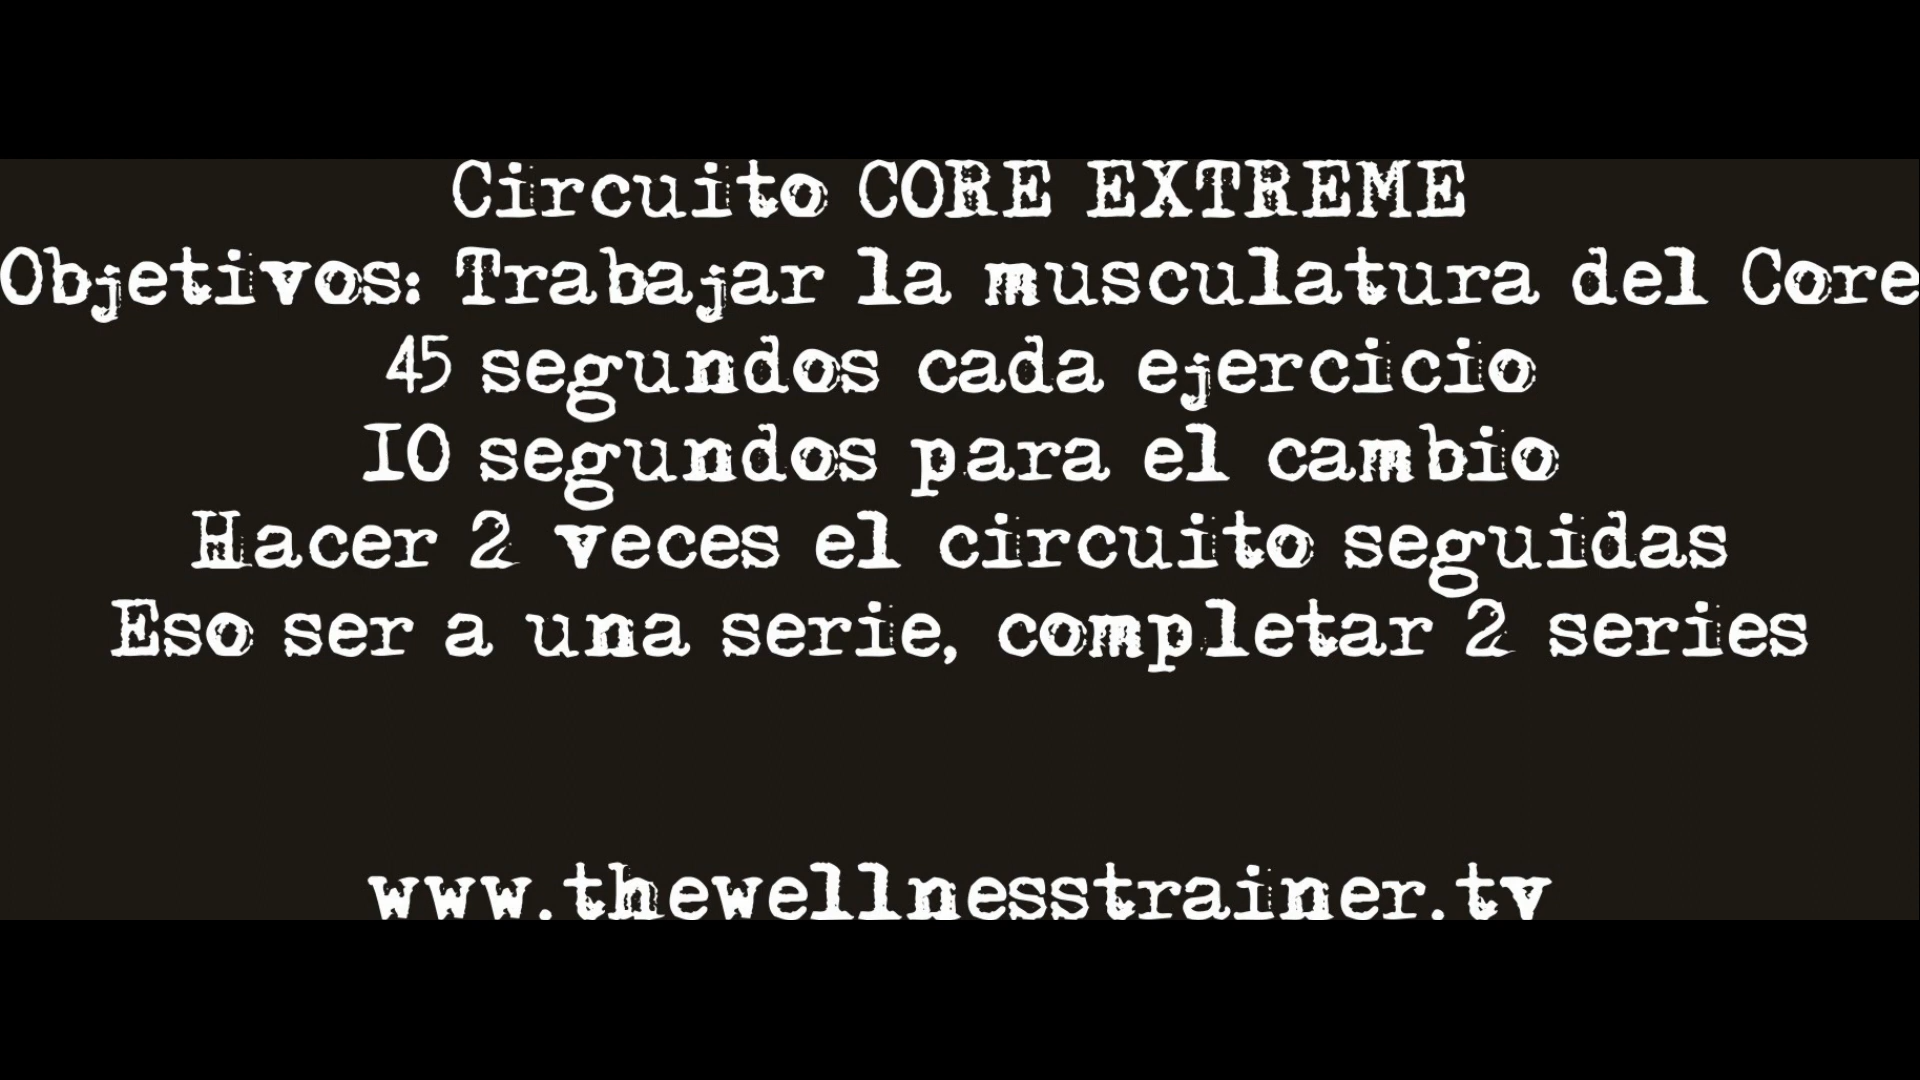 Circuito CORE EXTREME
Objetivos: Trabajar la musculatura del Core
45 segundos cada ejercicio
10 segundos para el cambio
Hacer 2 veces el circuito seguidas
Eso ser a una serie, completar 2 series
www.thewellnesstrainer.tv